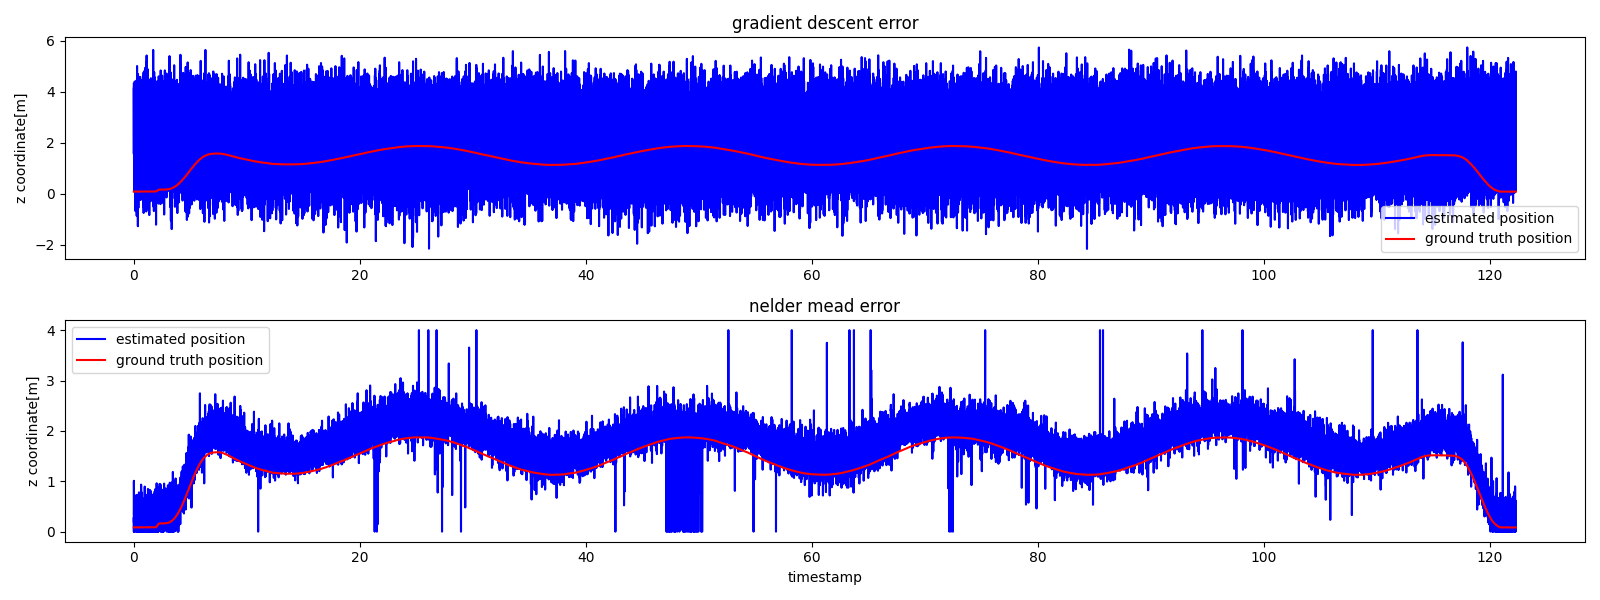 gradient descent error
6
4
2
0
−2
z coordinate[m]
estimated position
ground truth position
0 20 40 60 80 100 120
nelder mead error
4
3
2
1
0
z coordinate[m]
estimated position
ground truth position
0 20 40 60 80 100 120
timestamp